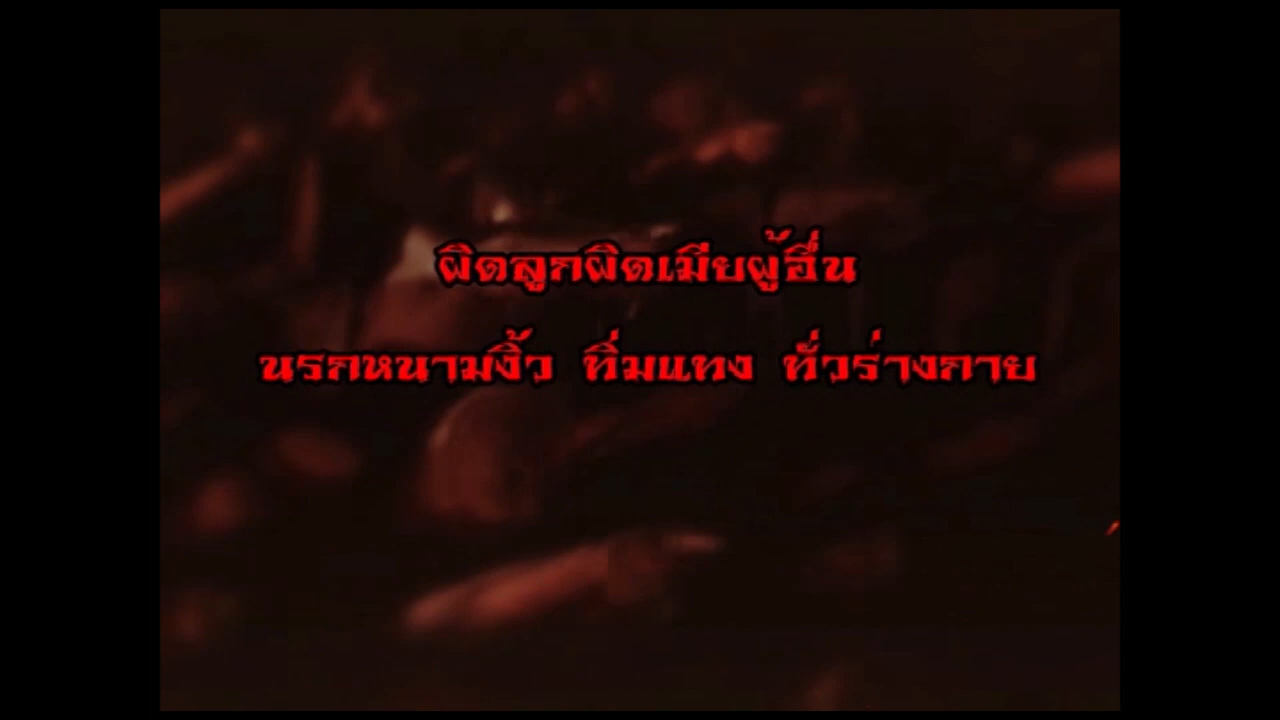 ผิดลูกผิดเมียผู้อื่น
นรกหนามงิ้ว ทิ่มแทง ทั่วร่างกาย